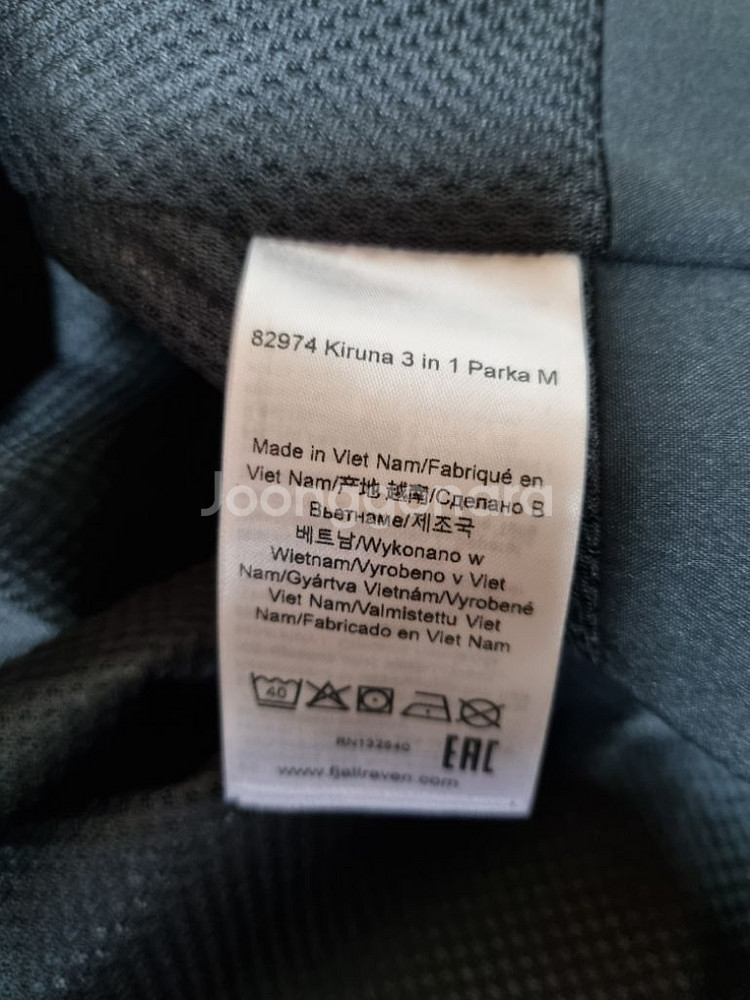 82974 Kiruna 3 in 1 Parka M
Made in Viet Nam/Fabriqué en
Viet Nam/产地 越南/Сделано В
Вьетнаме/제조국
베트남/Wykonano w
Wietnam/Vyrobeno v Viet
Nam/Gyártva Vietnám/Vyrobené
Viet Nam/Valmistettu Viet
Nam/Fabricado en Viet Nam
40
RN132640
EAC
www.fjallraven.com
Joonggonara